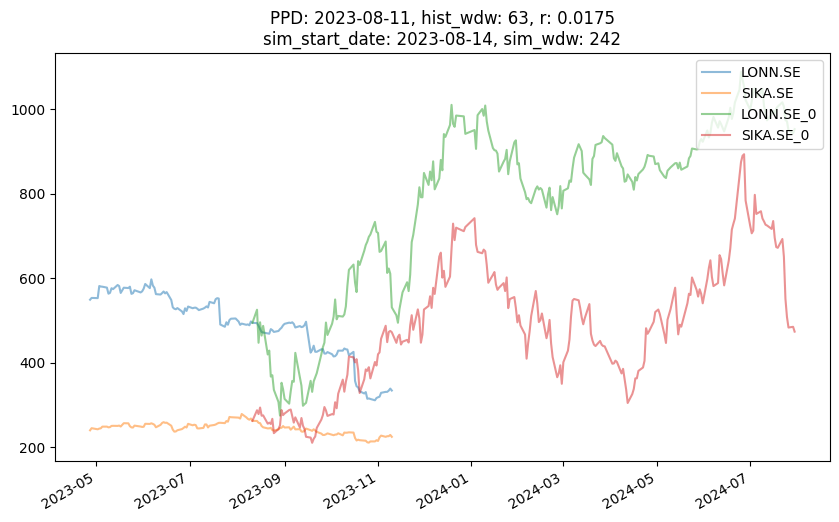 PPD: 2023-08-11, hist_wdw: 63, r: 0.0175
sim_start_date: 2023-08-14, sim_wdw: 242
LONN.SE
SIKA.SE
LONN.SE_0
SIKA.SE_0
1000
800
600
400
200
2023-05
2023-07
2023-09
2023-11
2024-01
2024-03
2024-05
2024-07